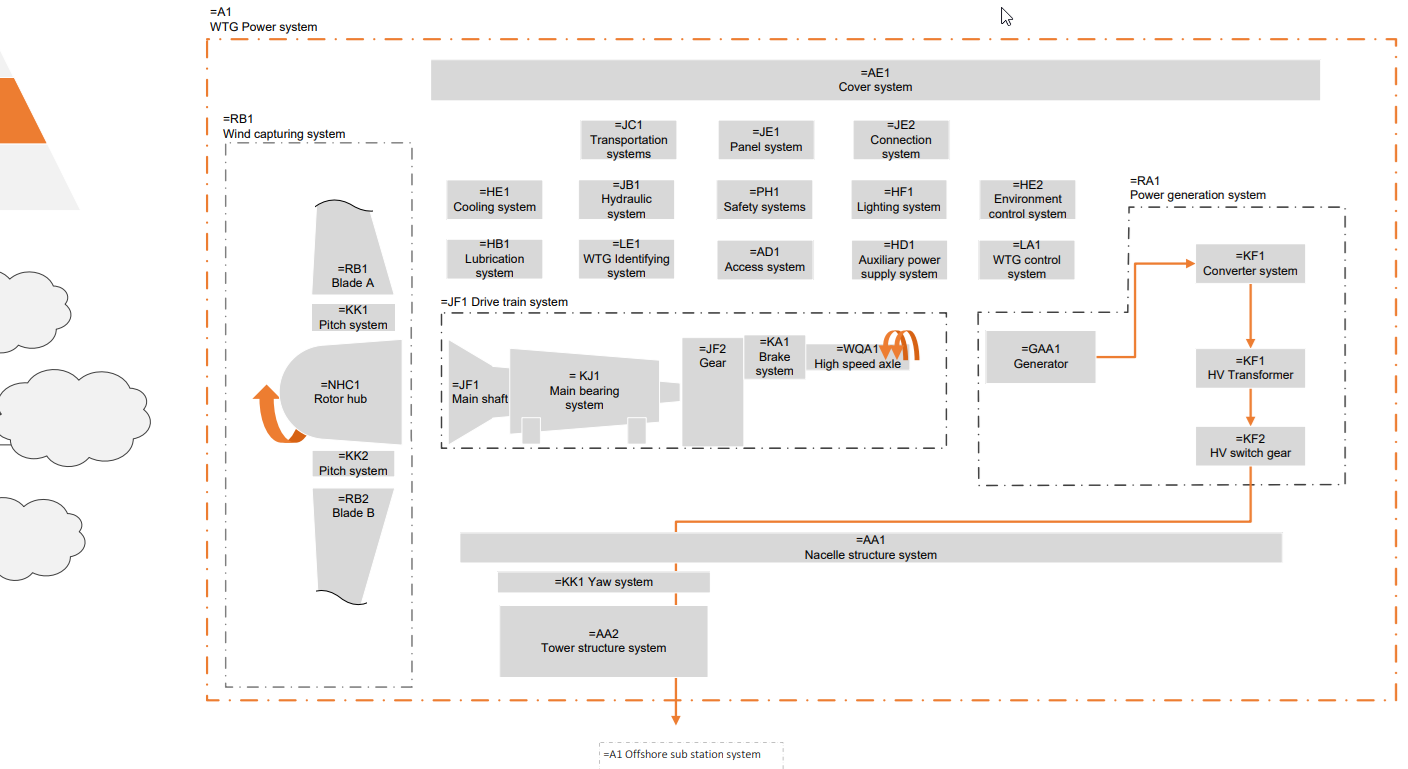 =A1
WTG Power system
=AE1
Cover system
=RB1
Wind capturing system
=JC1
Transportation
systems
=JE1
Panel system
=JE2
Connection
system
=HE1
Cooling system
=JB1
Hydraulic
system
=PH1
Safety systems
=HF1
Lighting system
=HE2
Environment
control system
=RA1
Power generation system
=HB1
Lubrication
system
=LE1
WTG Identifying
system
=AD1
Access system
=HD1
Auxiliary power
supply system
=LA1
WTG control
system
=KF1
Converter system
=RB1
Blade A
=KK1
Pitch system
=NHC1
Rotor hub
=KK2
Pitch system
=RB2
Blade B
=JF1 Drive train system
=JF1
Main shaft
= KJ1
Main bearing
system
=JF2
Gear
=KA1
Brake
system
=WQA1
High speed axle
=GAA1
Generator
=KF1
HV Transformer
=KF2
HV switch gear
=AA1
Nacelle structure system
=KK1 Yaw system
=AA2
Tower structure system
=A1 Offshore sub station system